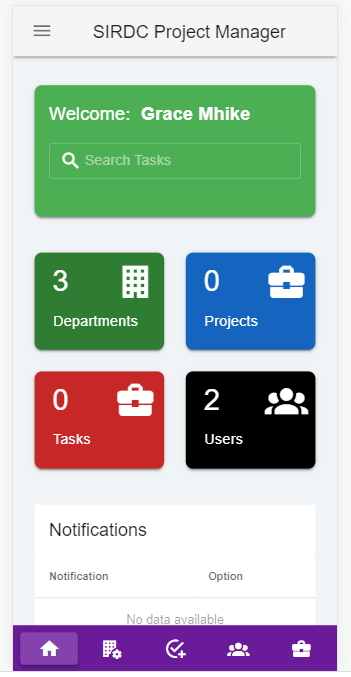 SIRDC Project Manager
Welcome: Grace Mhike
Search Tasks
3
Departments
0
Projects
0
Tasks
2
Users
Notifications
Notification Option
No data available